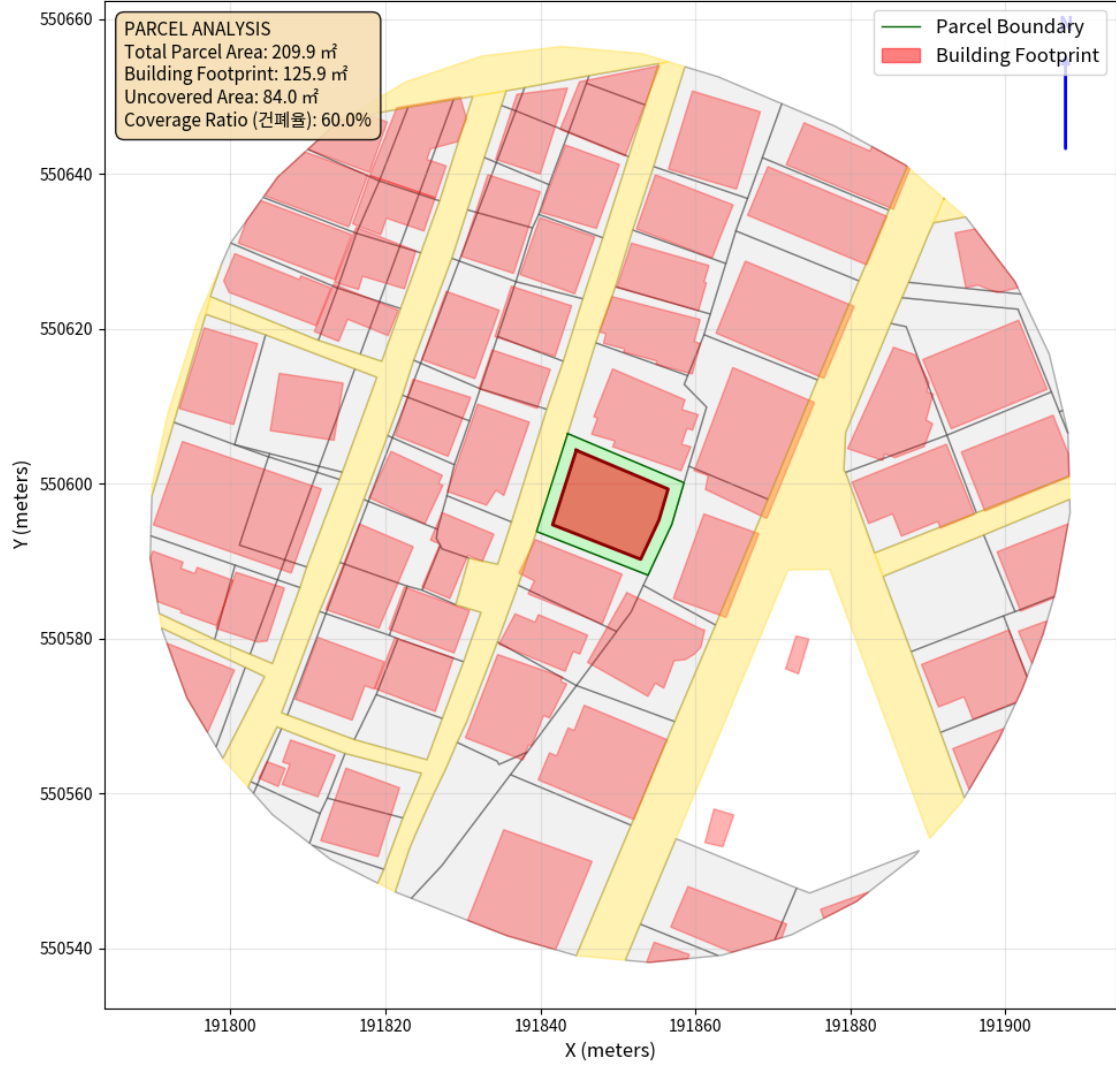 PARCEL ANALYSIS
Total Parcel Area: 209.9 ㎡
Building Footprint: 125.9 ㎡
Uncovered Area: 84.0 ㎡
Coverage Ratio (건폐율): 60.0%
Parcel Boundary
Building Footprint
N
Y (meters)
550660
550640
550620
550600
550580
550560
550540
191800
191820
191840
191860
191880
191900
X (meters)